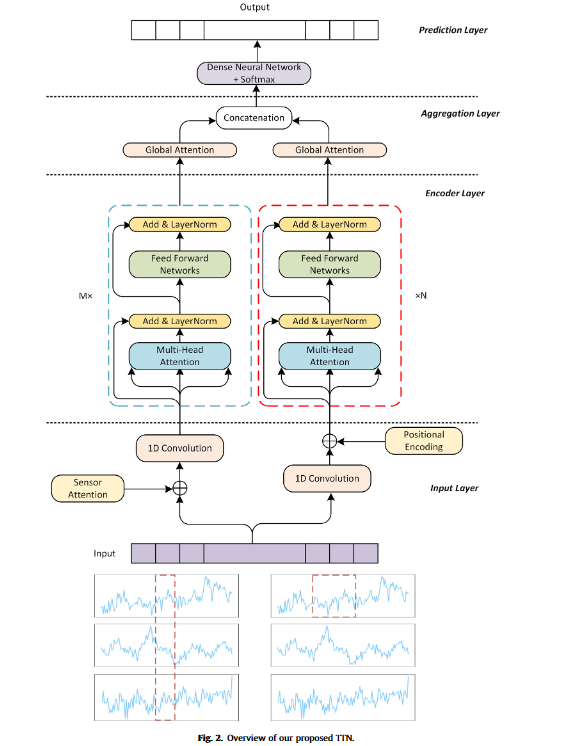 Output
Prediction Layer
Dense Neural Network
+ Softmax
Aggregation Layer
Concatenation
Global Attention
Global Attention
Encoder Layer
Add & LayerNorm
Add & LayerNorm
Feed Forward
Networks
Feed Forward
Networks
M×
×N
Add & LayerNorm
Add & LayerNorm
Multi-Head
Attention
Multi-Head
Attention
Positional
Encoding
1D Convolution
1D Convolution
Sensor
Attention
Input Layer
Input
Fig. 2. Overview of our proposed TTN.